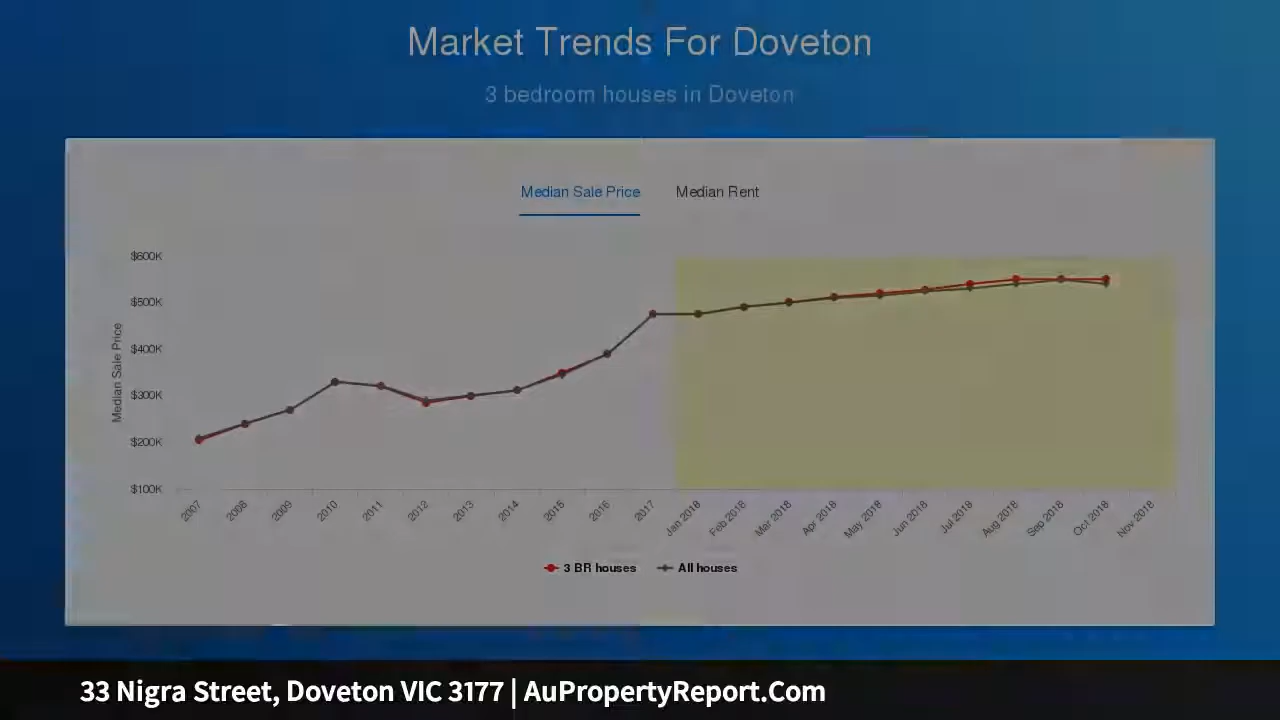 Market Trends For Doveton
3 bedroom houses in Doveton
Median Sale Price Median Rent
Median Sale Price
$600K
$500K
$400K
$300K
$200K
$100K
2007 2008 2009 2010 2011 2012 2013 2014 2015 2016 2017 Jan 2018 Feb 2018 Mar 2018 Apr 2018 May 2018 Jun 2018 Jul 2018 Aug 2018 Sep 2018 Oct 2018 Nov 2018
3 BR houses All houses
33 Nigra Street, Doveton VIC 3177 | AuPropertyReport.Com